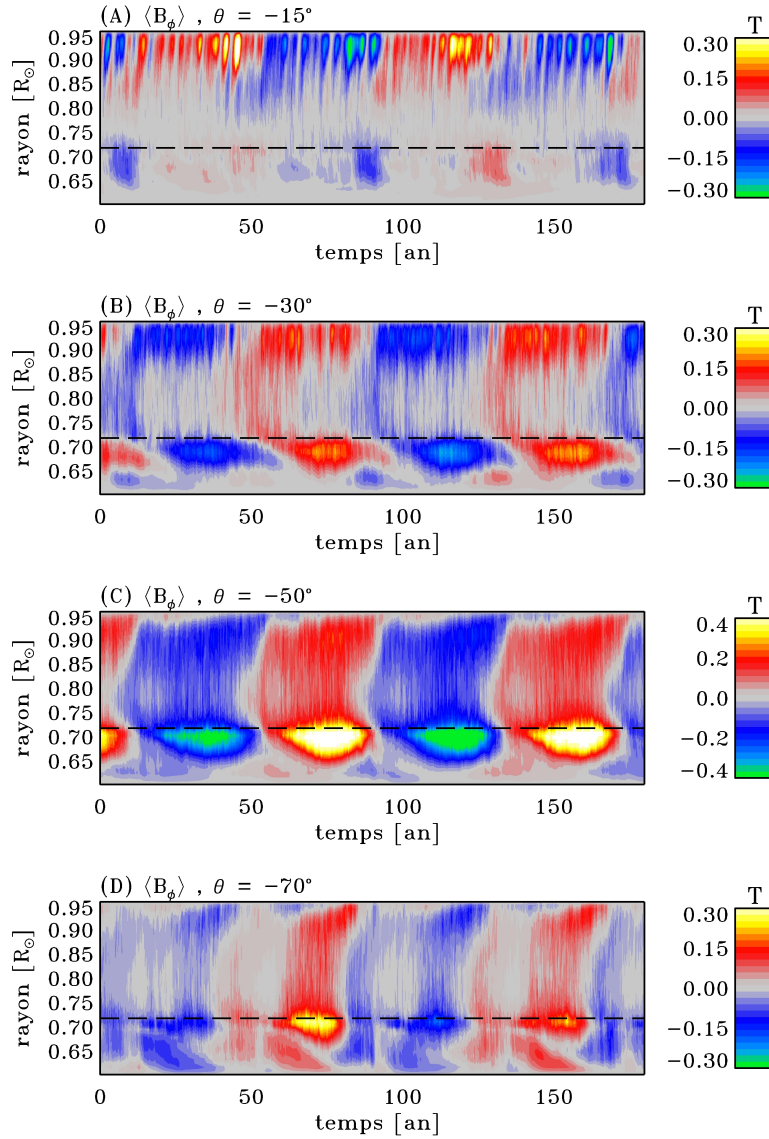 (A) ⟨B_ϕ⟩ , θ = −15°
T
0.95
0.90
0.85
0.80
0.75
0.70
0.65
rayon [R_⊙]
0 50 100 150
temps [an]
0.30
0.15
0.00
−0.15
−0.30
(B) ⟨B_ϕ⟩ , θ = −30°
T
0.95
0.90
0.85
0.80
0.75
0.70
0.65
rayon [R_⊙]
0 50 100 150
temps [an]
0.30
0.15
0.00
−0.15
−0.30
(C) ⟨B_ϕ⟩ , θ = −50°
T
0.95
0.90
0.85
0.80
0.75
0.70
0.65
rayon [R_⊙]
0 50 100 150
temps [an]
0.4
0.2
0.0
−0.2
−0.4
(D) ⟨B_ϕ⟩ , θ = −70°
T
0.95
0.90
0.85
0.80
0.75
0.70
0.65
rayon [R_⊙]
0 50 100 150
temps [an]
0.30
0.15
0.00
−0.15
−0.30